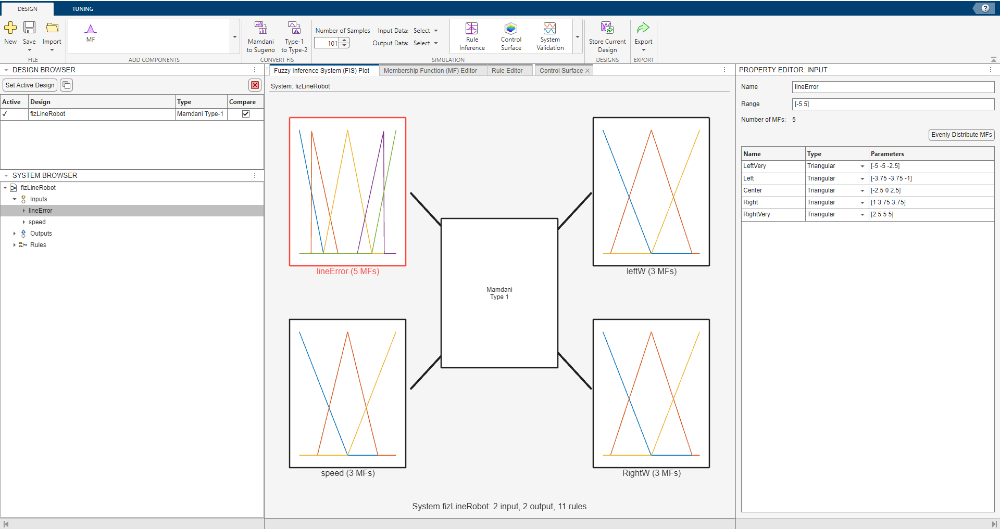 DESIGN
TUNING
?
New
Save
Import
FILE
MF
ADD COMPONENTS
Mamdani
to Sugeno
Type-1
to Type-2
CONVERT FIS
Number of Samples
101
Input Data: Select
Output Data: Select
Rule
Inference
Control
Surface
System
Validation
SIMULATION
Store Current
Design
DESIGNS
Export
EXPORT
DESIGN BROWSER
Set Active Design
Active Design Type Compare
fizLineRobot Mamdani Type-1
SYSTEM BROWSER
fizLineRobot
Inputs
lineError
speed
Outputs
Rules
Fuzzy Inference System (FIS) Plot
Membership Function (MF) Editor
Rule Editor
Control Surface
System: fizLineRobot
lineError (5 MFs)
leftW (3 MFs)
Mamdani
Type 1
speed (3 MFs)
RightW (3 MFs)
System fizLineRobot: 2 input, 2 output, 11 rules
PROPERTY EDITOR: INPUT
Name lineError
Range [-5 5]
Number of MFs: 5
Evenly Distribute MFs
Name Type Parameters
LeftVery Triangular [-5 -5 -2.5]
Left Triangular [-3.75 -3.75 -1]
Center Triangular [-2.5 0 2.5]
Right Triangular [1 3.75 3.75]
RightVery Triangular [2.5 5 5]